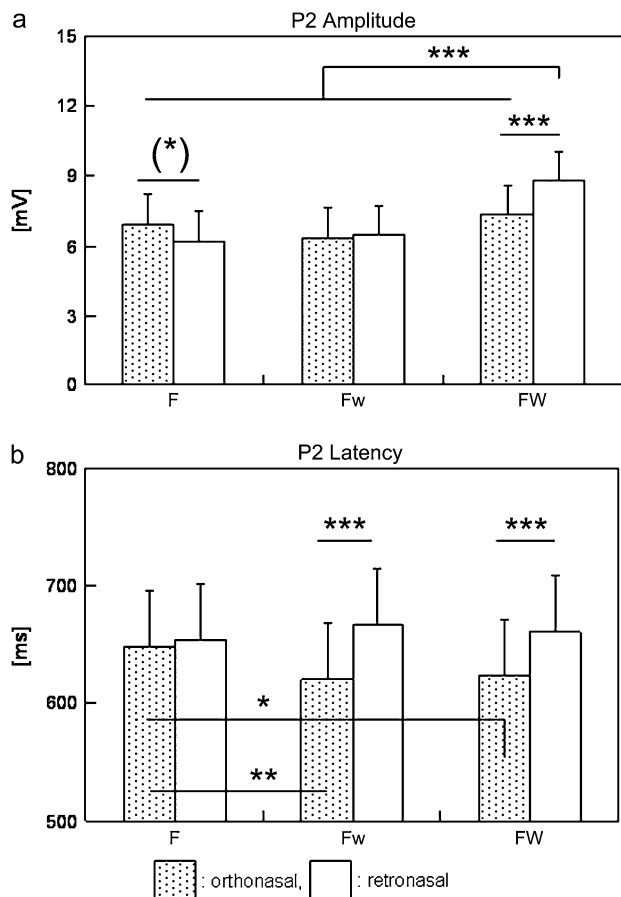 a
P2 Amplitude
15
***
12
(*)
***
9
[mV]
6
3
0
F Fw FW
b
P2 Latency
800
***
***
700
[ms]
600
*
**
500
F Fw FW
: orthonasal, : retronasal